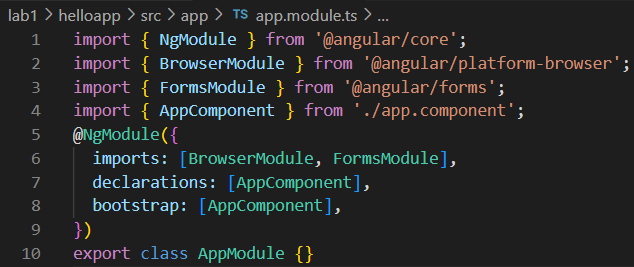 lab1 > helloapp > src > app > TS app.module.ts > ...
1 import { NgModule } from '@angular/core';
2 import { BrowserModule } from '@angular/platform-browser';
3 import { FormsModule } from '@angular/forms';
4 import { AppComponent } from './app.component';
5 @NgModule({
6   imports: [BrowserModule, FormsModule],
7   declarations: [AppComponent],
8   bootstrap: [AppComponent],
9 })
10 export class AppModule {}